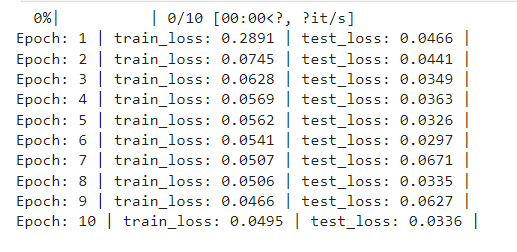 0%| | 0/10 [00:00<?, ?it/s]
Epoch: 1 | train_loss: 0.2891 | test_loss: 0.0466 |
Epoch: 2 | train_loss: 0.0745 | test_loss: 0.0441 |
Epoch: 3 | train_loss: 0.0628 | test_loss: 0.0349 |
Epoch: 4 | train_loss: 0.0569 | test_loss: 0.0363 |
Epoch: 5 | train_loss: 0.0562 | test_loss: 0.0326 |
Epoch: 6 | train_loss: 0.0541 | test_loss: 0.0297 |
Epoch: 7 | train_loss: 0.0507 | test_loss: 0.0671 |
Epoch: 8 | train_loss: 0.0506 | test_loss: 0.0335 |
Epoch: 9 | train_loss: 0.0466 | test_loss: 0.0627 |
Epoch: 10 | train_loss: 0.0495 | test_loss: 0.0336 |